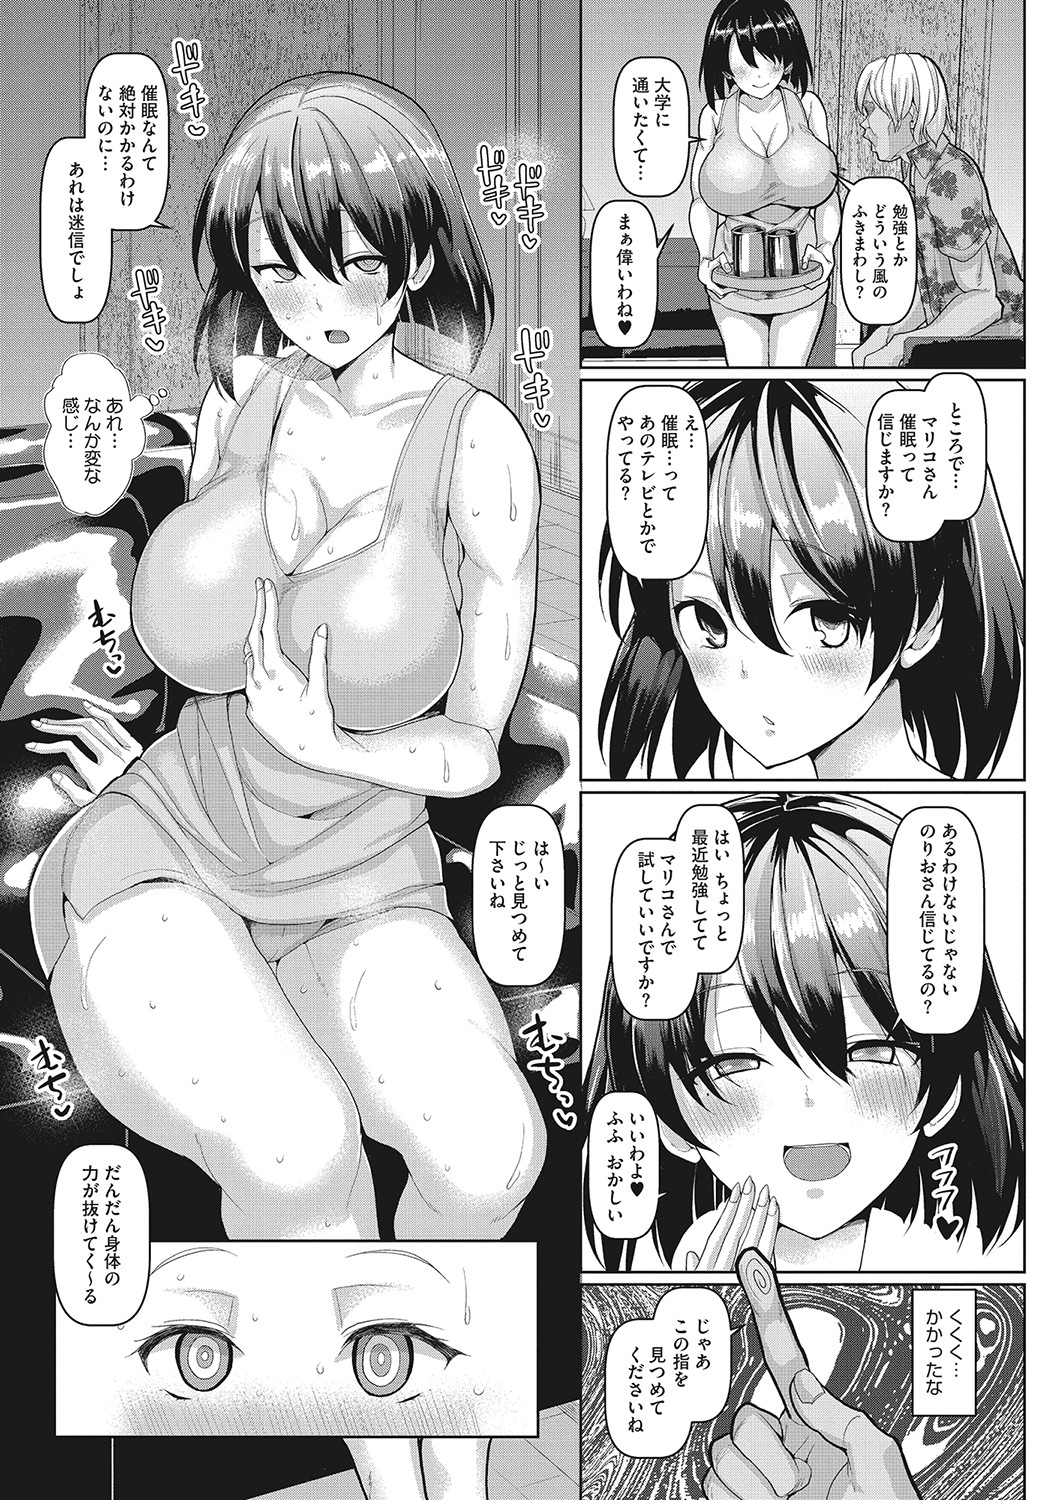 勉強とか
どういう風の
ふきまわし？
大学に
通いたくて…
まぁ偉いわね♥
ところで…
マリコさん
催眠って
信じますか？
え…
催眠…って
あのテレビとかで
やってる？
あるわけないじゃない
のりおさん信じてるの？
はい ちょっと
最近勉強してて
マリコさんで
試していいですか？
いいわよ♥
ふふ おかしい
フフフ♡
くくく…
かかったな
じゃあ
この指を
見つめて
くださいね
ドキドキ♡
ドキ♡ドキ♡
ドキ♡ドキ♡
ドキドキ♡
催眠なんて
絶対かかるわけ
ないのに…
あれは迷信でしょ
あれ…
なんか変な
感じ…
むちっ
は〜い
じっと見つめて
下さいね
むちっ♡
むち♡
だんだん身体の
力が抜けてく〜る